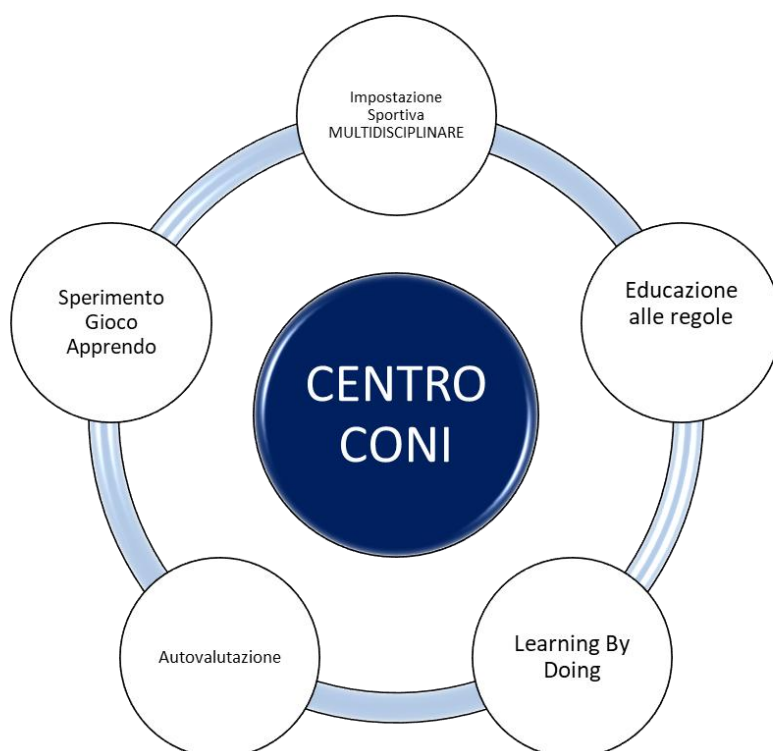 Impostazione
Sportiva
MULTIDISCIPLINARE
Educazione
alle regole
Learning By
Doing
Autovalutazione
Sperimento
Gioco
Apprendo
CENTRO
CONI